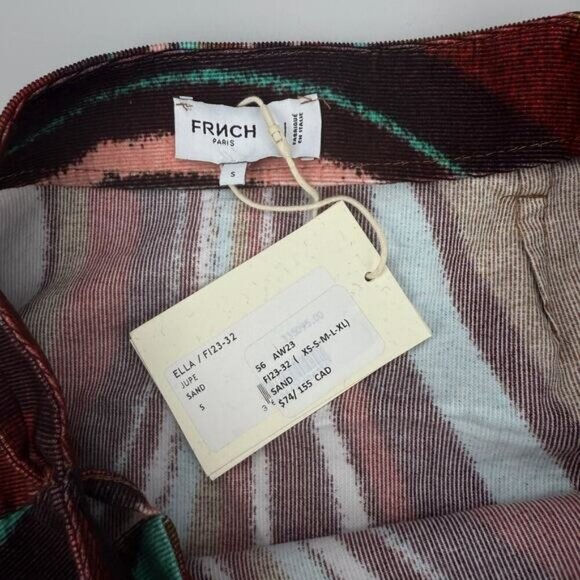 FRNCH
PARIS
FABRIQUÉ
EN ITALIE
S
ELLA / FI23-32
JUPE
SAND
S
56 AW23
FI23-32 ( XS-S-M-L-XL)
SAND
$74/ 155 CAD